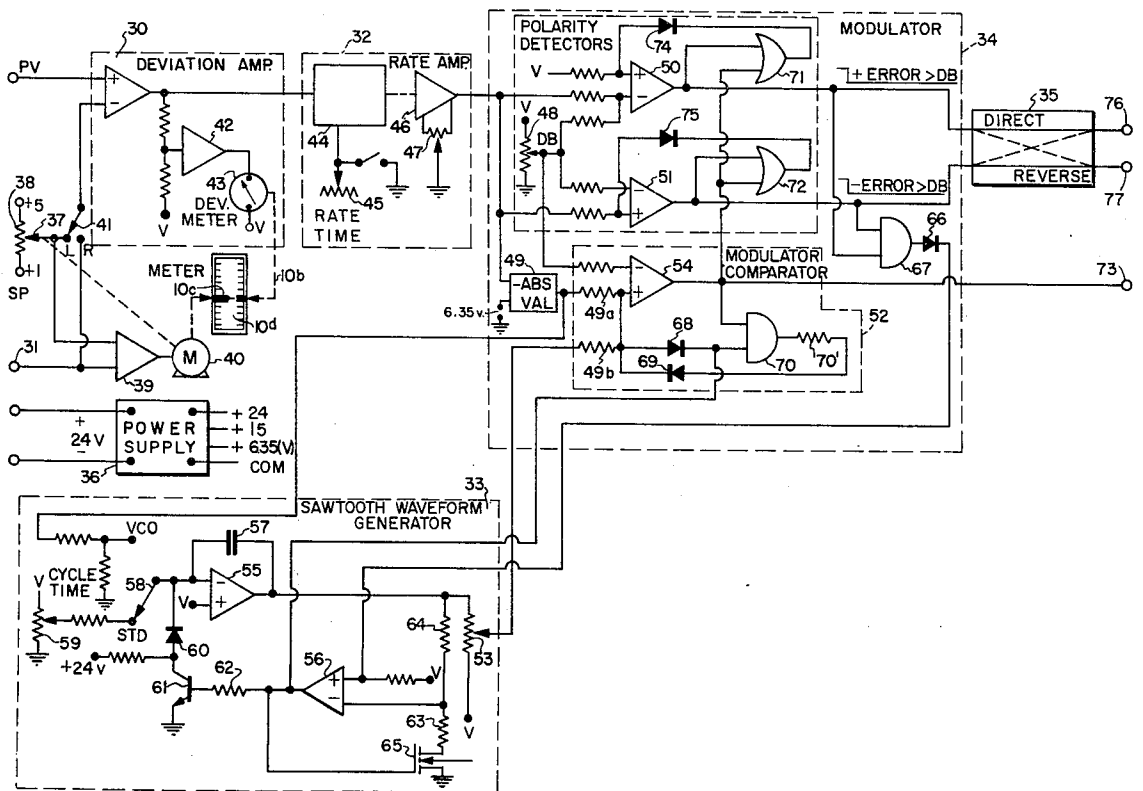 30
32
POLARITY DETECTORS
MODULATOR
34
PV
DEVIATION AMP.
RATE AMP.
74
71
V
50
+ ERROR > DB
35
DIRECT
REVERSE
76
77
42
44
46
47
V
48
DB
75
72
51
− ERROR > DB
43
DEV. METER
V
V
45
RATE TIME
38
+5
37
41
L
R
+1
SP
METER
10c
10b
10d
49
−ABS VAL
6.35 v.
MODULATOR COMPARATOR
54
49a
66
67
73
52
31
39
M
40
49b
68
69
70
70'
+
24 V
−
POWER SUPPLY
36
+ 24
+ 15
+ 6.35(V)
COM
33
SAWTOOTH WAVEFORM GENERATOR
VCO
57
CYCLE TIME
58
55
V
V
59
STD
60
64
53
+24v
62
56
V
61
63
V
65